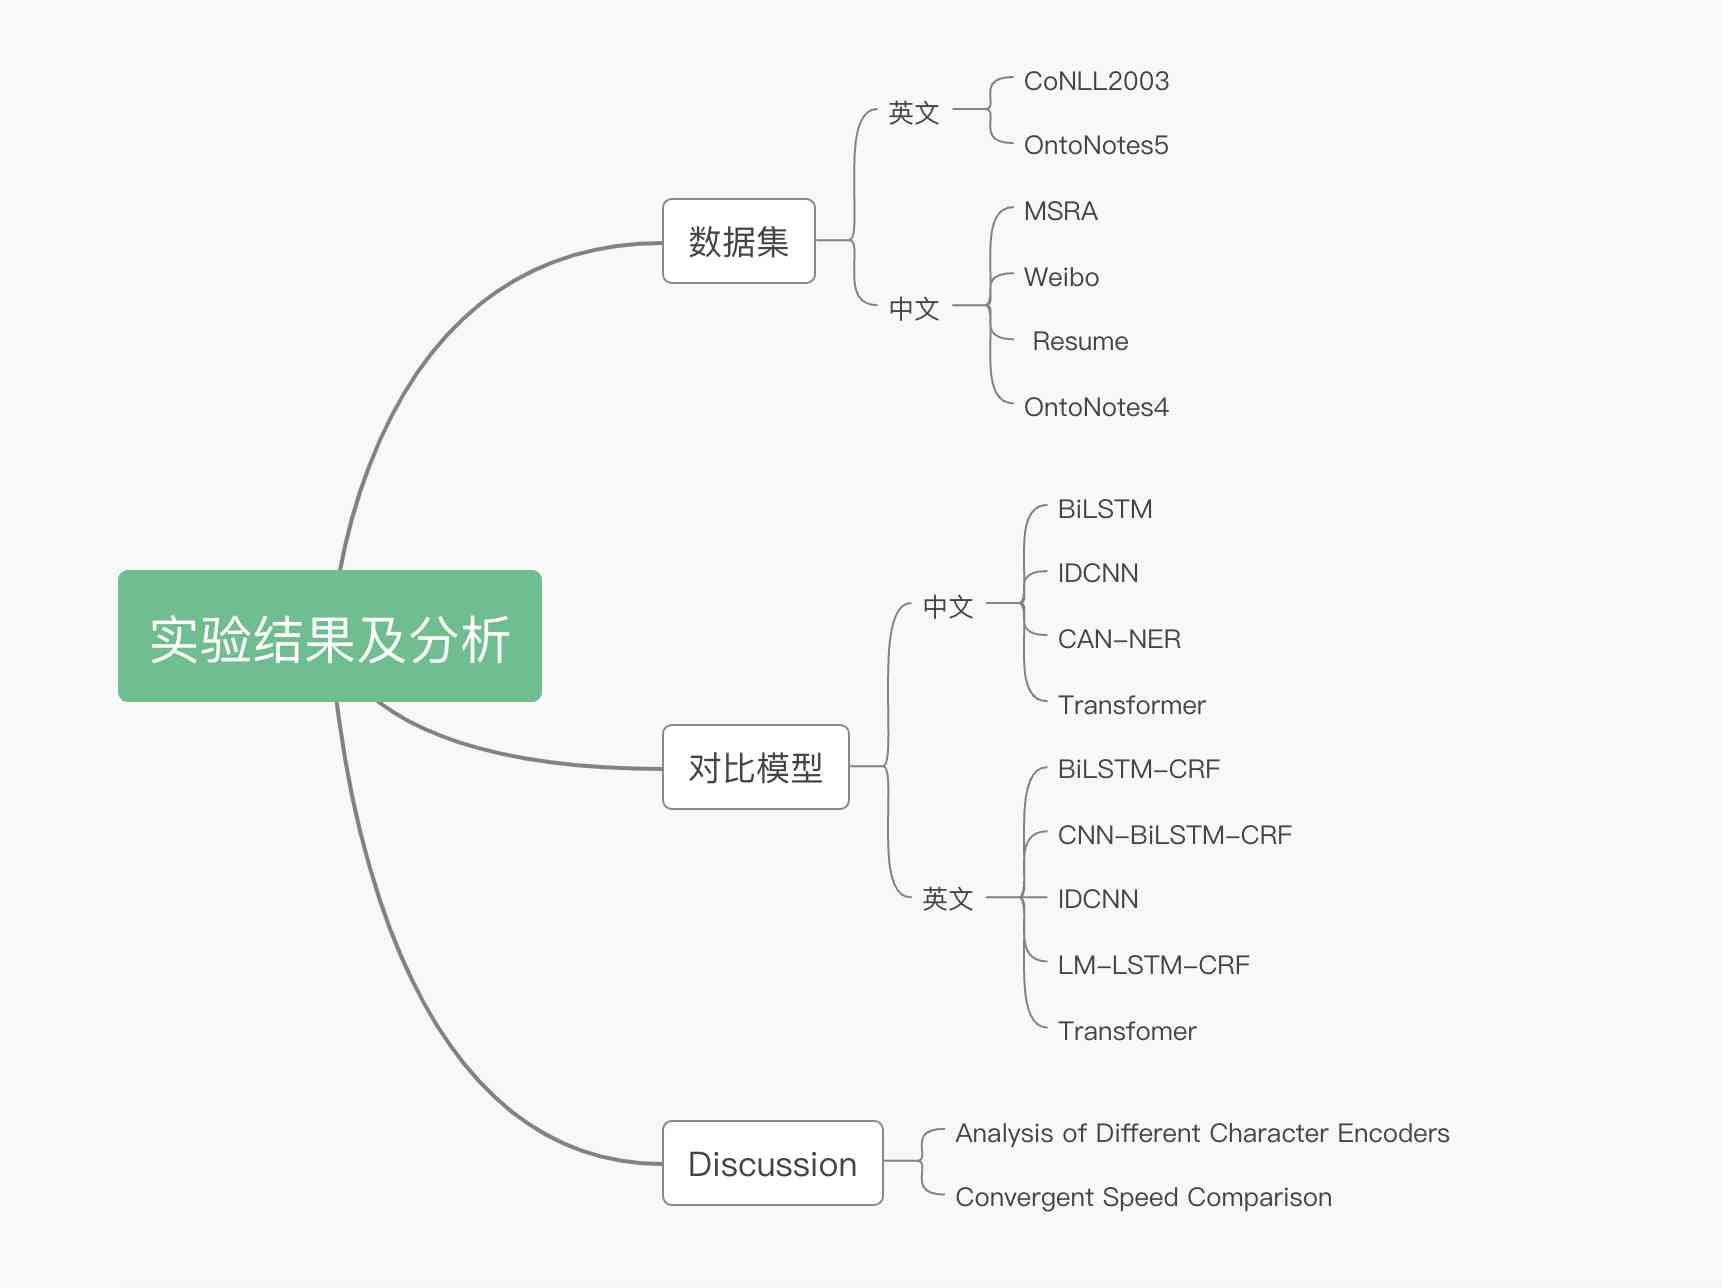 实验结果及分析
数据集
英文
CoNLL2003
OntoNotes5
中文
MSRA
Weibo
Resume
OntoNotes4
对比模型
中文
BiLSTM
IDCNN
CAN-NER
Transformer
英文
BiLSTM-CRF
CNN-BiLSTM-CRF
IDCNN
LM-LSTM-CRF
Transfomer
Discussion
Analysis of Different Character Encoders
Convergent Speed Comparison